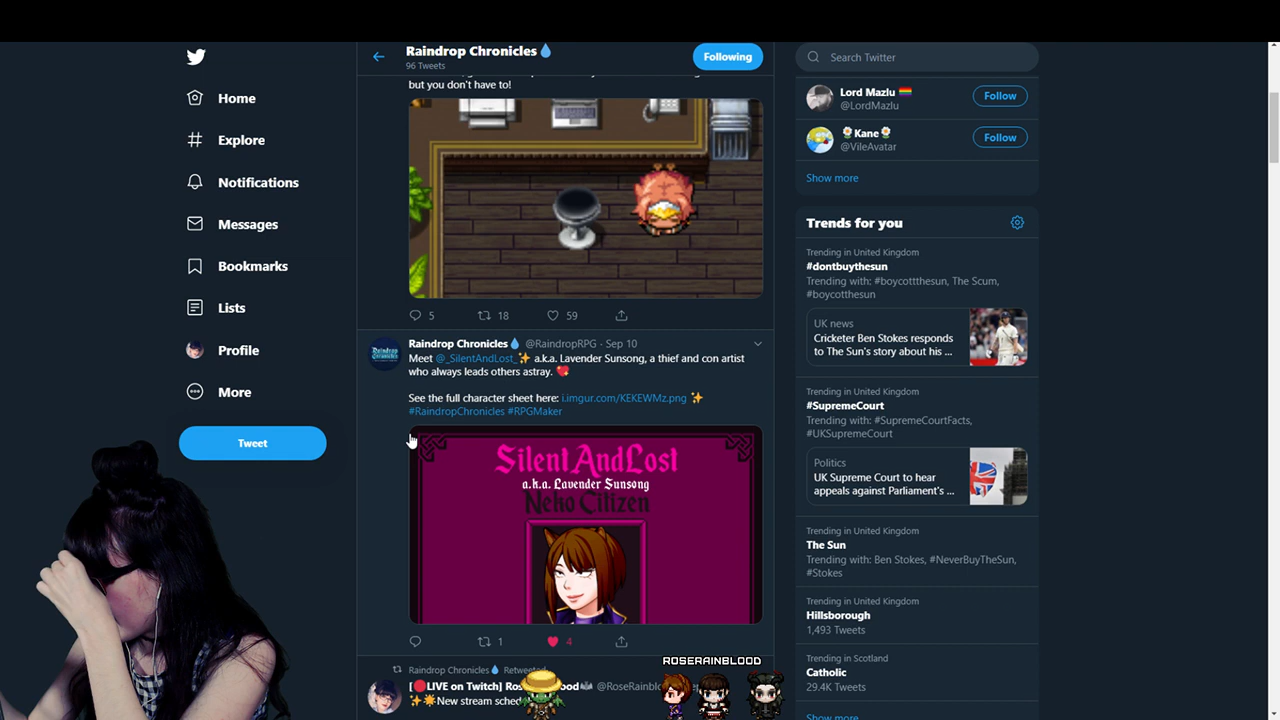 Home
Explore
Notifications
Messages
Bookmarks
Lists
Profile
More
Tweet
Raindrop Chronicles
96 Tweets
Following
but you don't have to!
5
18
59
Raindrop Chronicles @RaindropRPG · Sep 10
Meet @_SilentAndLost_ a.k.a. Lavender Sunsong, a thief and con artist
who always leads others astray.
See the full character sheet here: i.imgur.com/KEKEWMz.png
#RaindropChronicles #RPGMaker
SilentAndLost
a.k.a. Lavender Sunsong
Neko Citizen
1
4
Raindrop Chronicles Retweeted
LIVE on Twitch]
@RoseRainbloo
New stream sched
ROSERAINBLOOD
Search Twitter
Lord Mazlu
@LordMazlu
Follow
Kane
@VileAvatar
Follow
Show more
Trends for you
Trending in United Kingdom
#dontbuythesun
Trending with: #boycottthesun, The Scum,
#boycotthesun
UK news
Cricketer Ben Stokes responds
to The Sun's story about his ...
Trending in United Kingdom
#SupremeCourt
Trending with: #SupremeCourtFacts,
#UKSupremeCourt
Politics
UK Supreme Court to hear
appeals against Parliament's ...
Trending in United Kingdom
The Sun
Trending with: Ben Stokes, #NeverBuyTheSun,
#Stokes
Trending in United Kingdom
Hillsborough
1,493 Tweets
Trending in Scotland
Catholic
29.4K Tweets
Show more